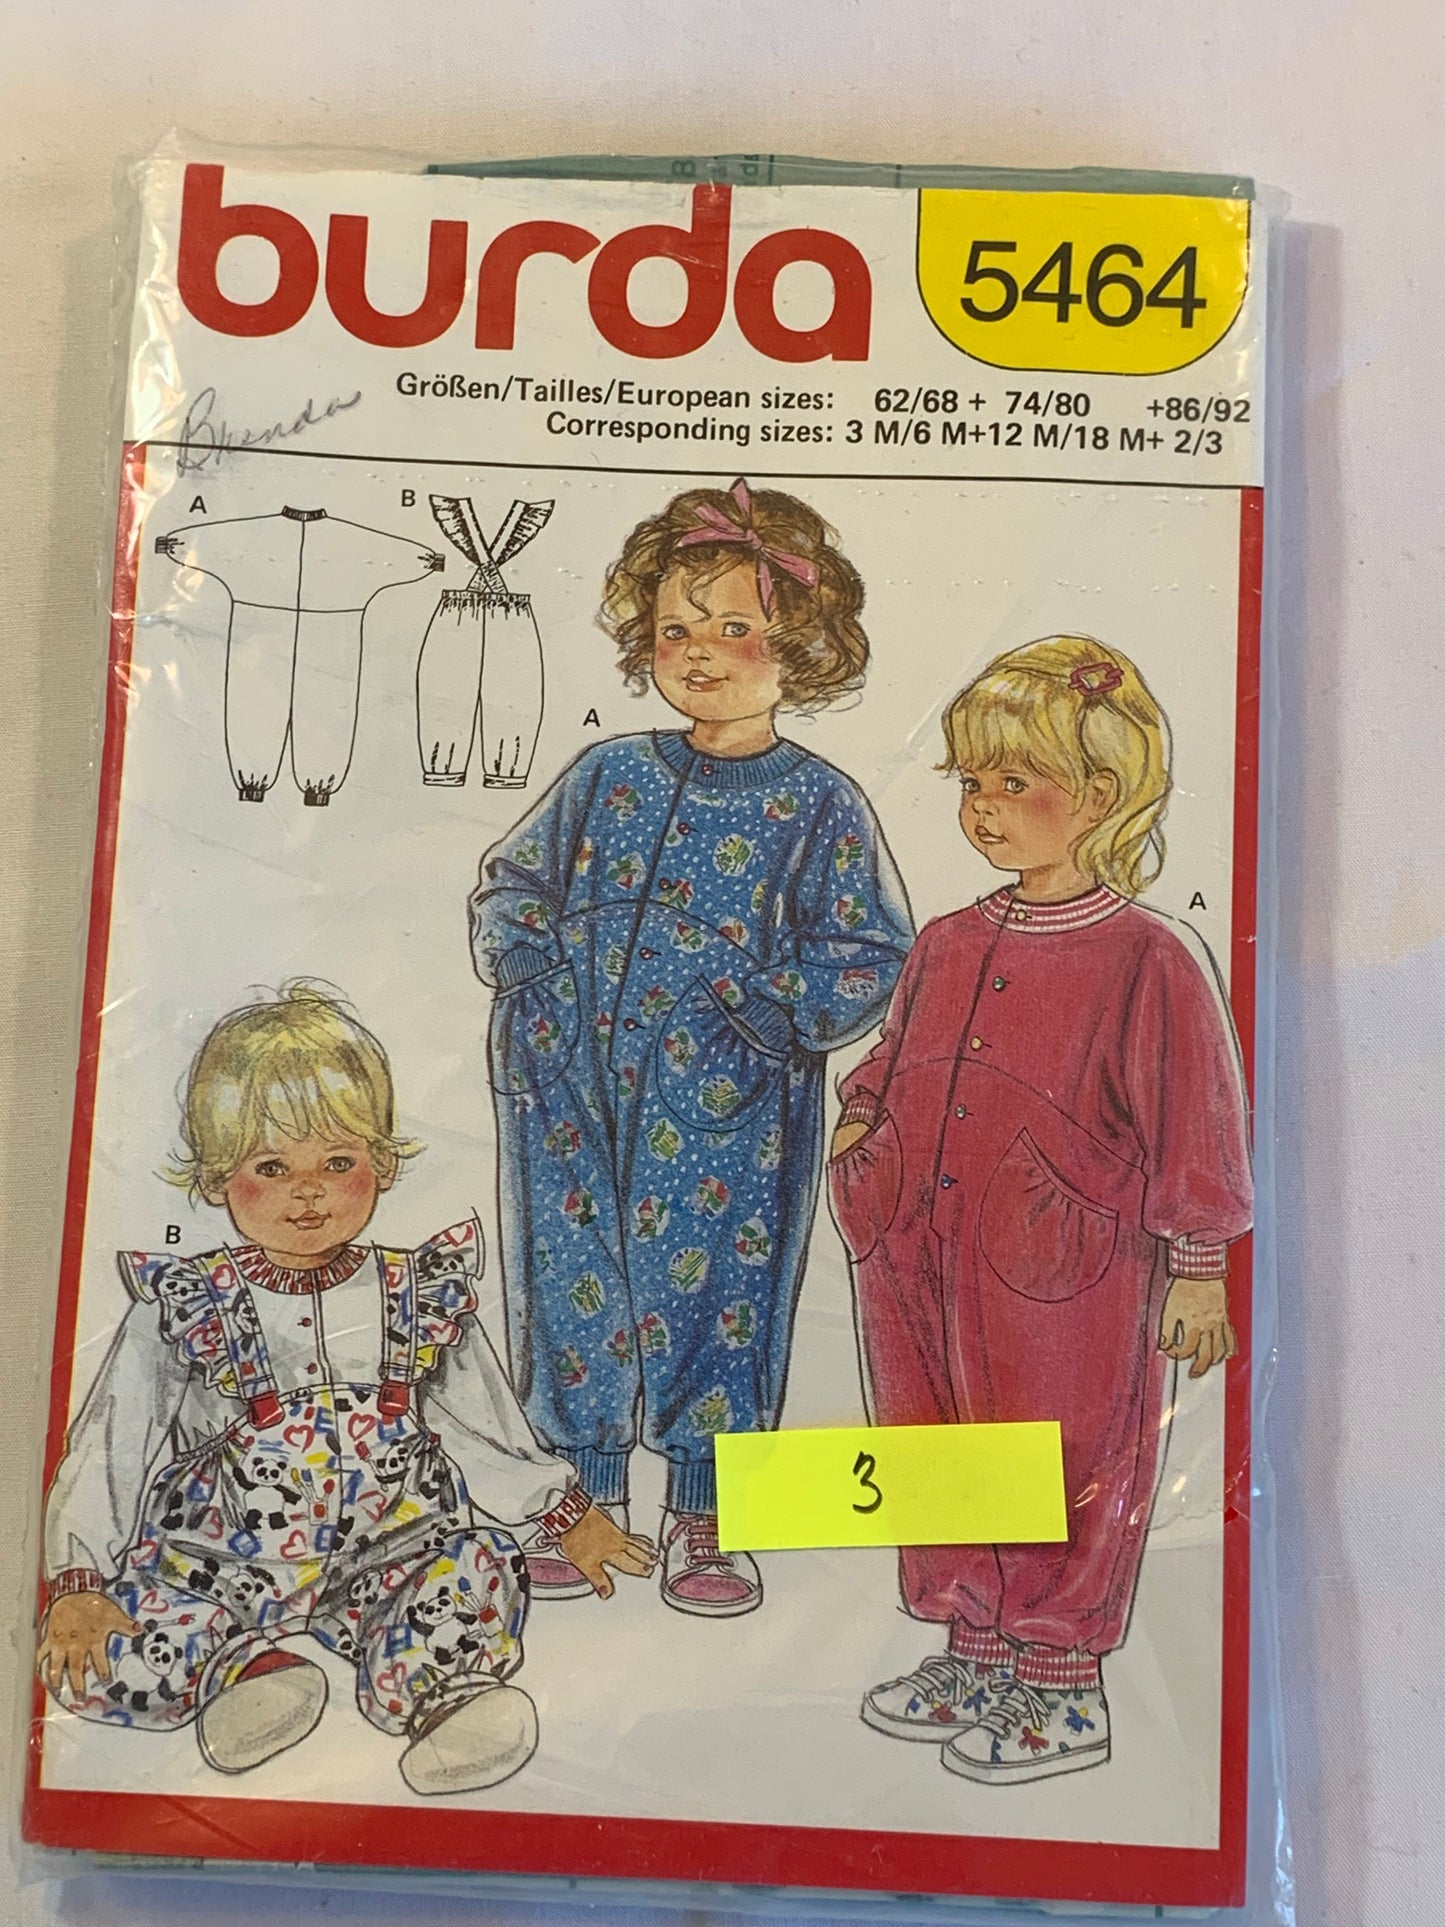 burda
5464
Größen/Tailles/European sizes: 62/68 + 74/80 +86/92
Corresponding sizes: 3 M/6 M+12 M/18 M+ 2/3
Brenda
A
B
A
A
B
3